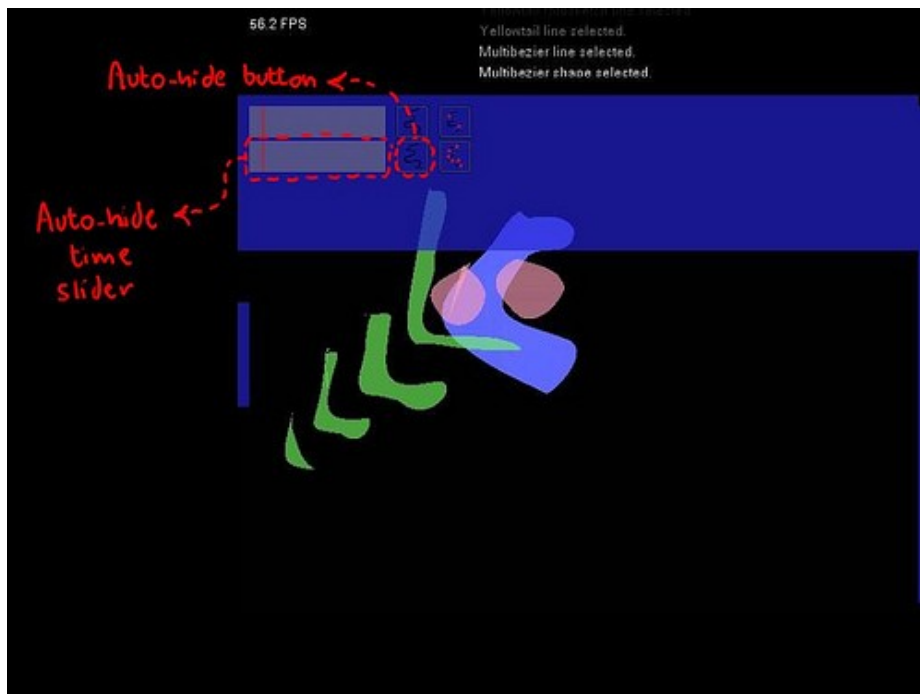 56.2 FPS
Yellowtail line selected.
Multibezier line selected.
Multibezier shape selected.
Auto-hide button
Auto-hide
time
slider